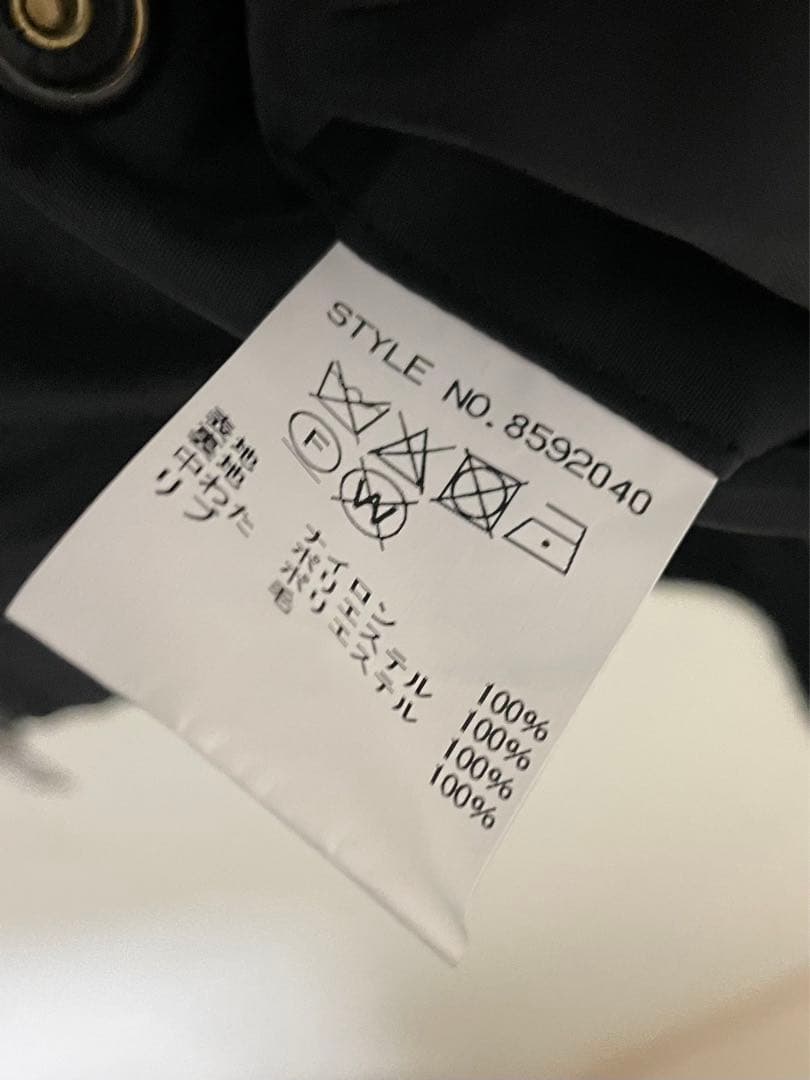 STYLE NO.8592040
F
W
表地 ナイロン 100%
裏地 ポリエステル 100%
中わた ポリエステル 100%
リブ 毛 100%